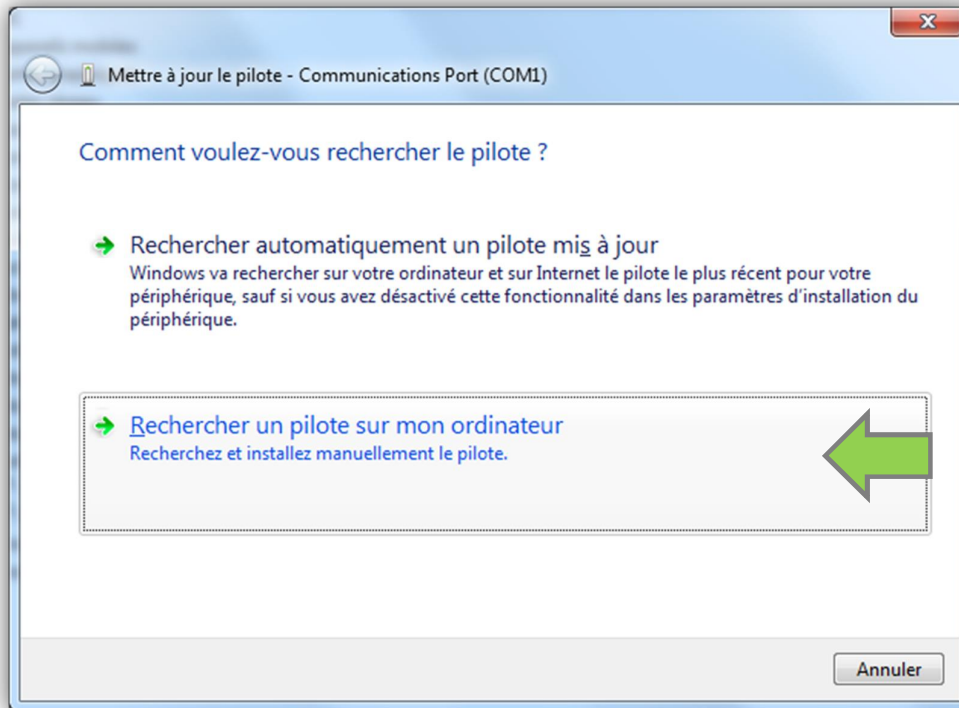 Mettre à jour le pilote - Communications Port (COM1)
Comment voulez-vous rechercher le pilote ?
Rechercher automatiquement un pilote mis à jour
Windows va rechercher sur votre ordinateur et sur Internet le pilote le plus récent pour votre
périphérique, sauf si vous avez désactivé cette fonctionnalité dans les paramètres d'installation du
périphérique.
Rechercher un pilote sur mon ordinateur
Recherchez et installez manuellement le pilote.
Annuler